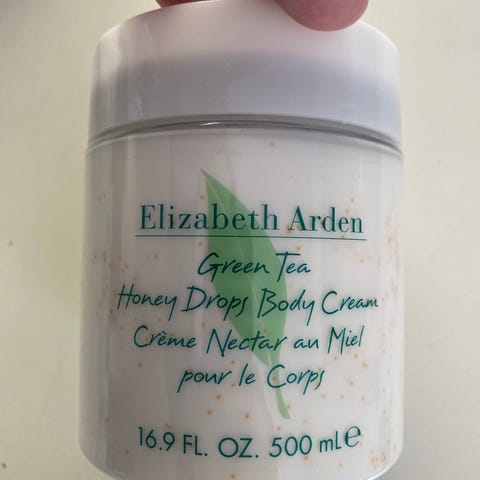 Elizabeth Arden
Green Tea
Honey Drops Body Cream
Crème Nectar au Miel
pour le Corps
16.9 FL. OZ. 500 mL ℮